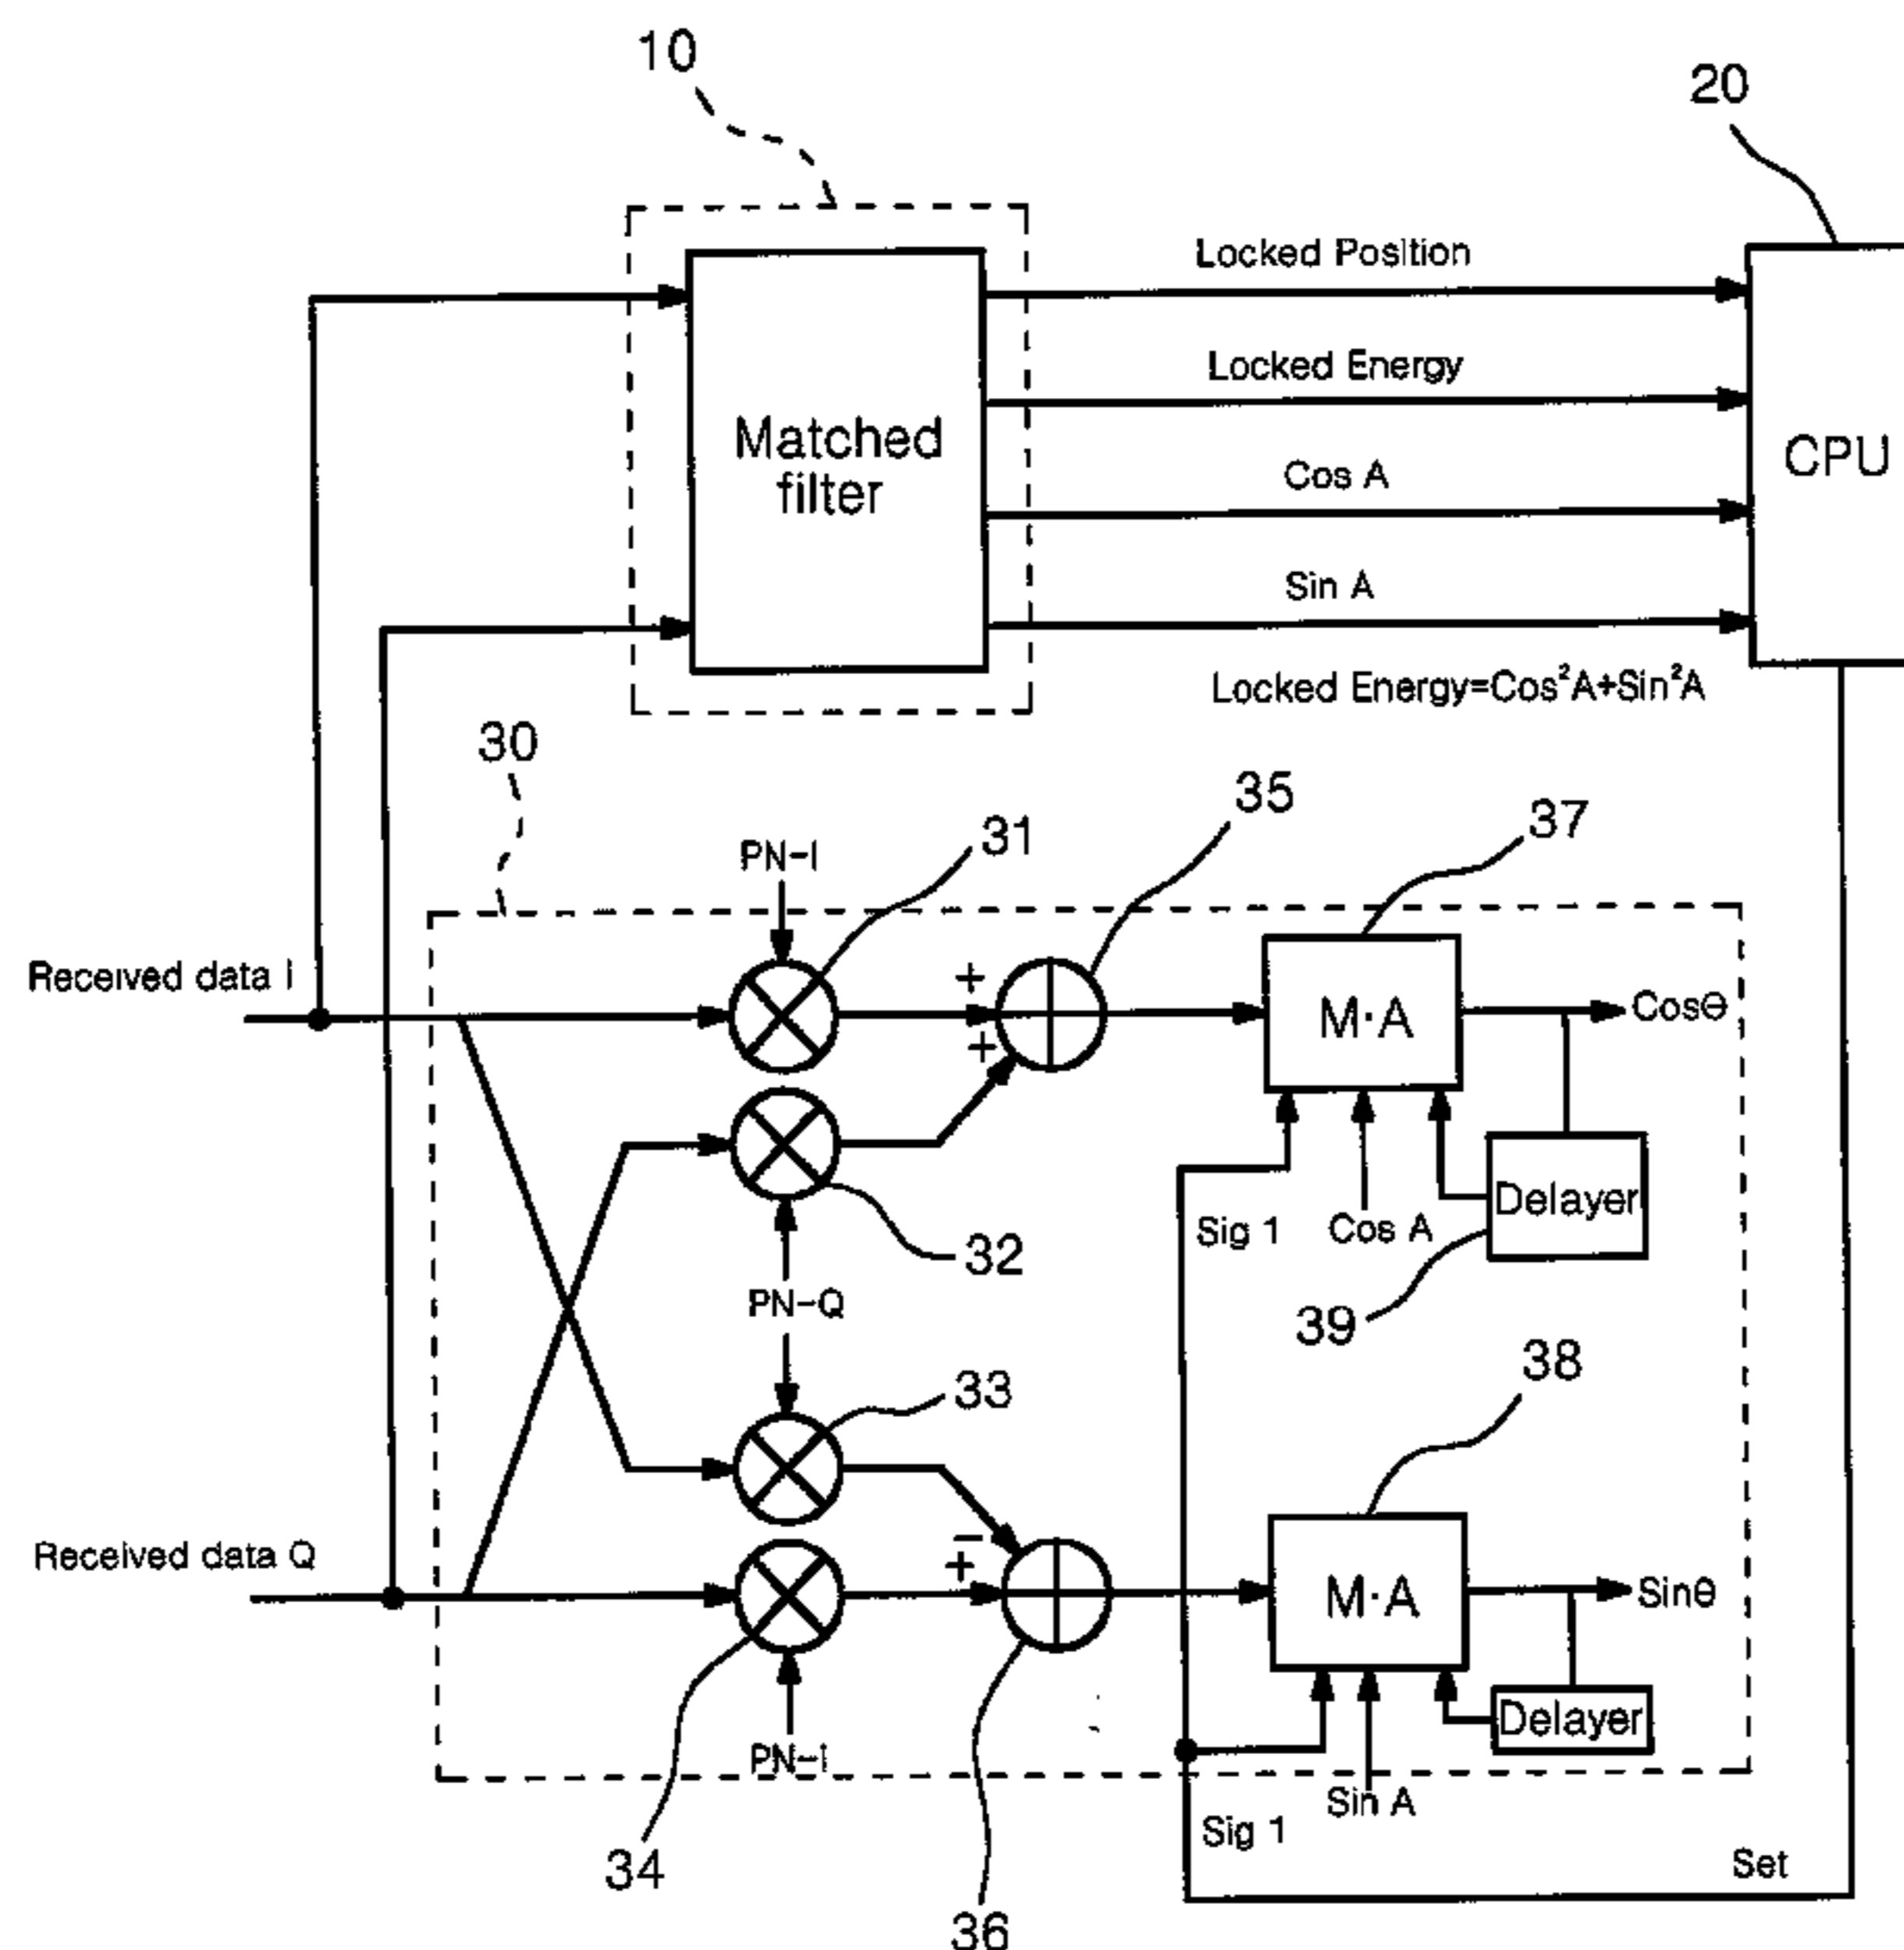 10
20
Locked Position
Locked Energy
Matched
filter
CPU
Cos A
Sin A
Locked Energy=Cos²A+Sin²A
30
35
37
31
PN-I
Received data I
+
+
M·A
Cosθ
Delayer
Sig 1
Cos A
32
PN-Q
39
38
33
Received data Q
−
+
M·A
Sinθ
Delayer
PN-I
Sin A
Sig 1
34
Set
36